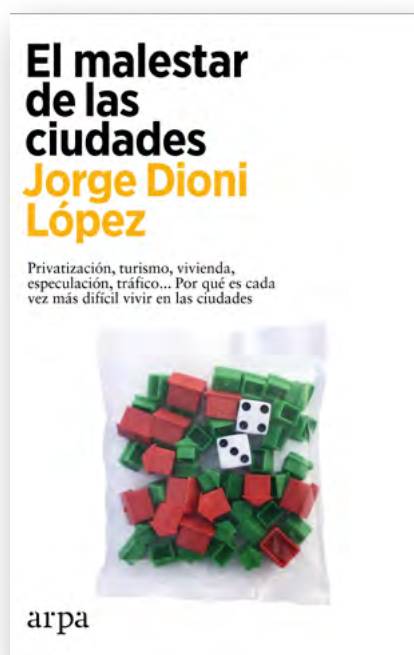 El malestar
de las
ciudades
Jorge Dioni
López
Privatización, turismo, vivienda,
especulación, tráfico... Por qué es cada
vez más difícil vivir en las ciudades
arpa